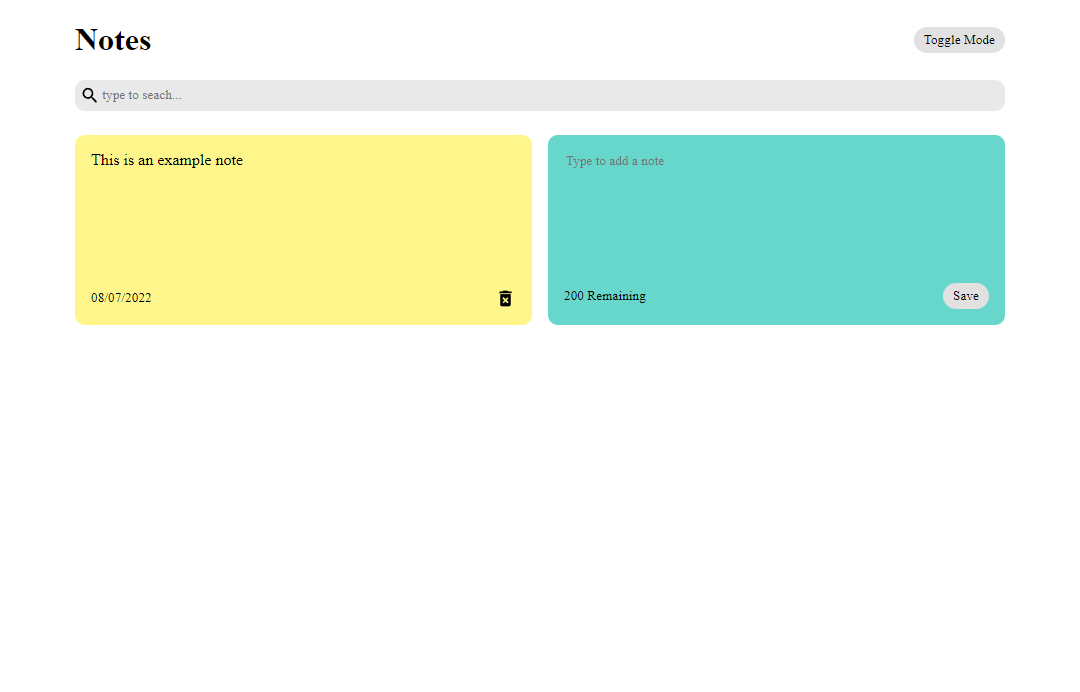 Notes
Toggle Mode
type to seach...
This is an example note
08/07/2022
Type to add a note
200 Remaining
Save